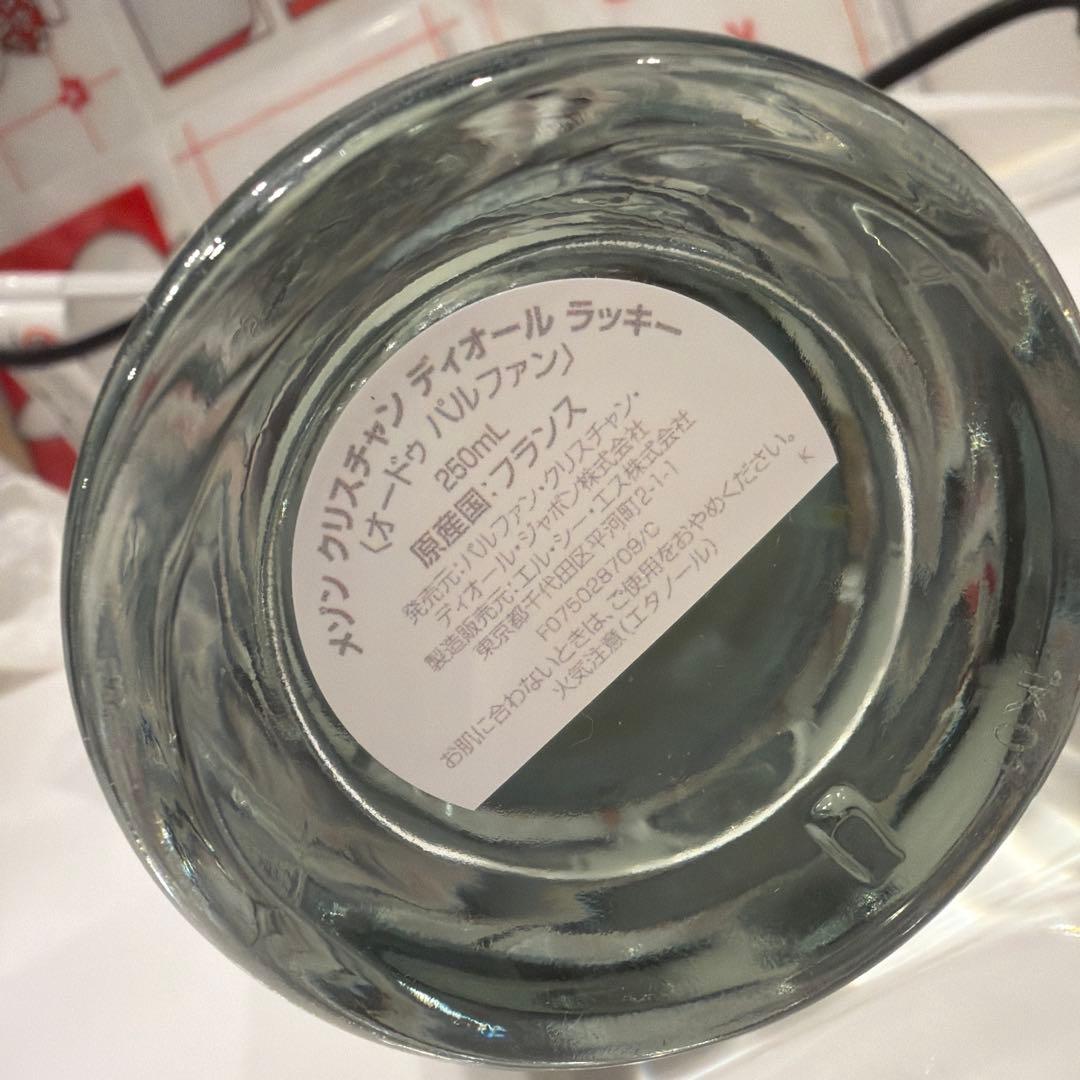 メゾン クリスチャン ディオール ラッキー
(オードゥ パルファン)
250mL
原産国:フランス
発売元:パルファン・クリスチャン・
ディオール・ジャポン株式会社
製造販売元:エル・シー・エス株式会社
東京都千代田区平河町2-1-1
F075028709/C
お肌に合わないときは、ご使用をおやめください。
火気注意(エタノール)
K